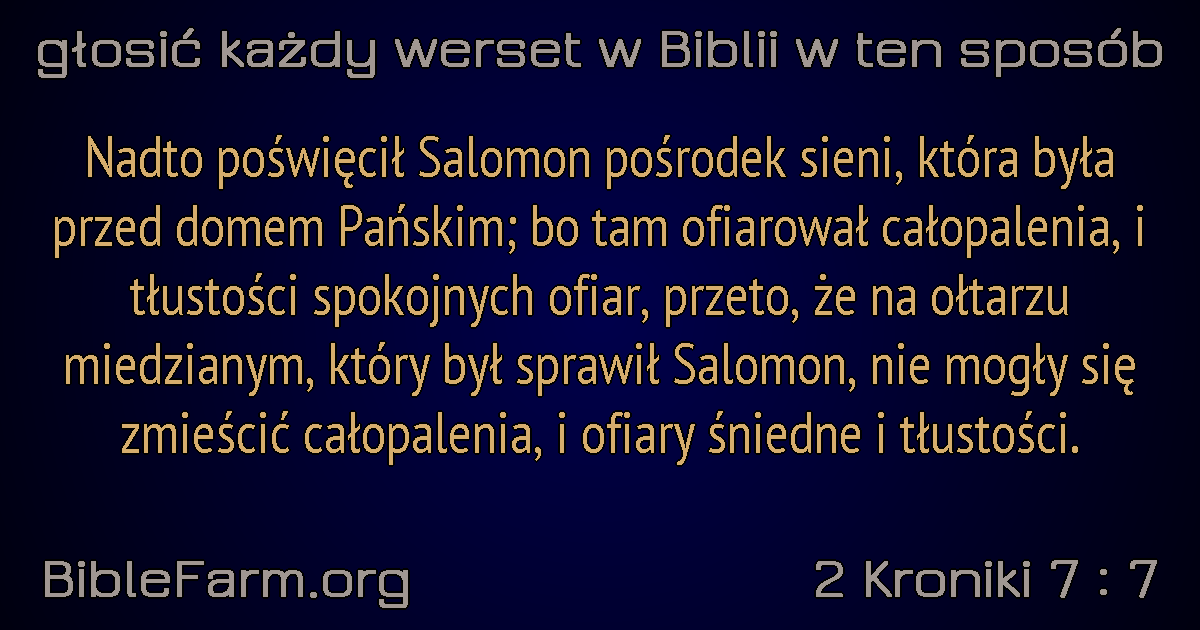 głosić każdy werset w Biblii w ten sposób
Nadto poświęcił Salomon pośrodek sieni, która była
przed domem Pańskim; bo tam ofiarował całopalenia, i
tłustości spokojnych ofiar, przeto, że na ołtarzu
miedzianym, który był sprawił Salomon, nie mogły się
zmieścić całopalenia, i ofiary śniedne i tłustości.
BibleFarm.org
2 Kroniki 7 : 7